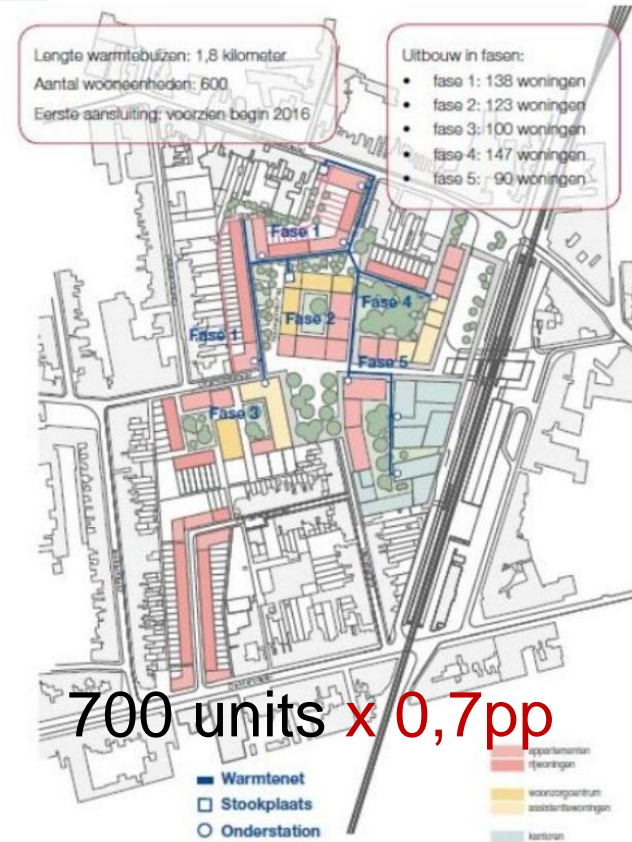 Lengte warmtebuizen: 1,8 kilometer
Aantal wooneenheden: 600
Eerste aansluiting: voorzien begin 2016
Uitbouw in fasen:
• fase 1: 138 woningen
• fase 2: 123 woningen
• fase 3: 100 woningen
• fase 4: 147 woningen
• fase 5: 90 woningen
Fase 1
Fase 4
Fase 2
Fase 1
Fase 5
Fase 3
700 units x 0,7pp
Warmtenet
Stookplaats
Onderstation
appartementen
rijwoningen
woonzorgcentrum
assistentiewoningen
kantoren